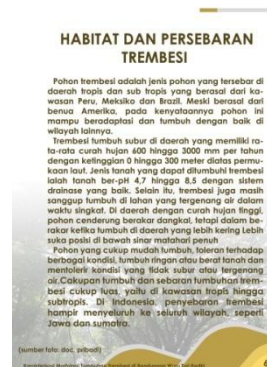 HABITAT DAN PERSEBARAN
TREMBESI
Pohon trembesi adalah jenis pohon yang tersebar di
daerah tropis dan sub tropis yang berasal dari ka-
wasan Peru, Meksiko dan Brazil. Meski berasal dari
benua Amerika, pada kenyataannya pohon ini
mampu beradaptasi dan tumbuh dengan baik di
wilayah lainnya.
Trembesi tumbuh subur di daerah yang memiliki ra-
ta-rata curah hujan 600 hingga 3000 mm per tahun
dengan ketinggian 0 hingga 300 meter diatas permu-
kaan laut. Jenis tanah yang dapat ditumbuhi trembesi
ialah tanah ber-pH 4,7 hingga 8,5 dengan sistem
drainase yang baik. Selain itu, trembesi juga masih
sanggup tumbuh di lahan yang tergenang air dalam
waktu singkat. Di daerah dengan curah hujan tinggi,
pohon cenderung berakar dangkal, tetapi dalam be-
rakar ketika tumbuh di daerah yang lebih kering Lebih
suka posisi di bawah sinar matahari penuh
Pohon yang cukup mudah tumbuh, toleran terhadap
berbagai kondisi, tumbuh ringan atau berat tanah dan
mentolerir kondisi yang tidak subur atau tergenang
air.Cakupan tumbuh dan sebaran tumbuhan trem-
besi cukup luas, yaitu di kawasan tropis hingga
subtropis. Di Indonesia, penyebaran trembesi
hampir menyeluruh ke seluruh wilayah, seperti
Jawa dan sumatra.
(sumber foto: doc. pribadi)